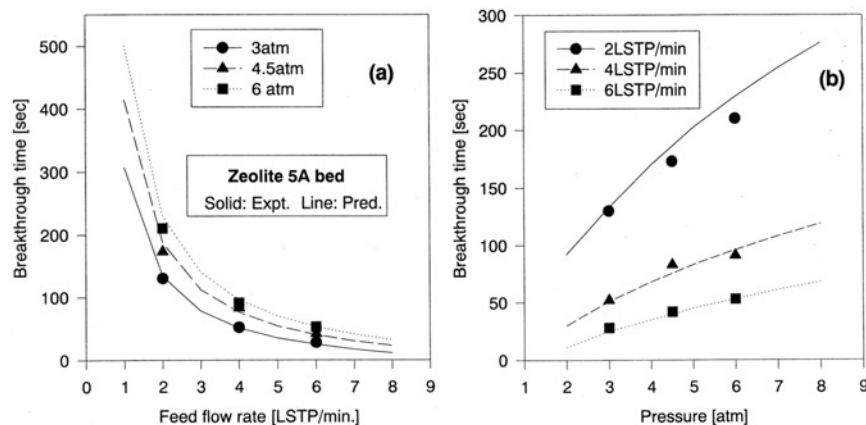 (a)
3atm
4.5atm
6 atm
Zeolite 5A bed
Solid: Expt. Line: Pred.
500
400
300
200
100
0
0 1 2 3 4 5 6 7 8 9
Breakthrough time [sec]
Feed flow rate [LSTP/min.]
(b)
2LSTP/min
4LSTP/min
6LSTP/min
300
250
200
150
100
50
0
1 2 3 4 5 6 7 8 9
Breakthrough time [sec]
Pressure [atm]